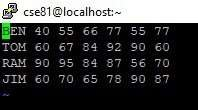 cse81@localhost:~
BEN 40 55 66 77 55 77
TOM 60 67 84 92 90 60
RAM 90 95 84 87 56 70
JIM 60 70 65 78 90 87
~